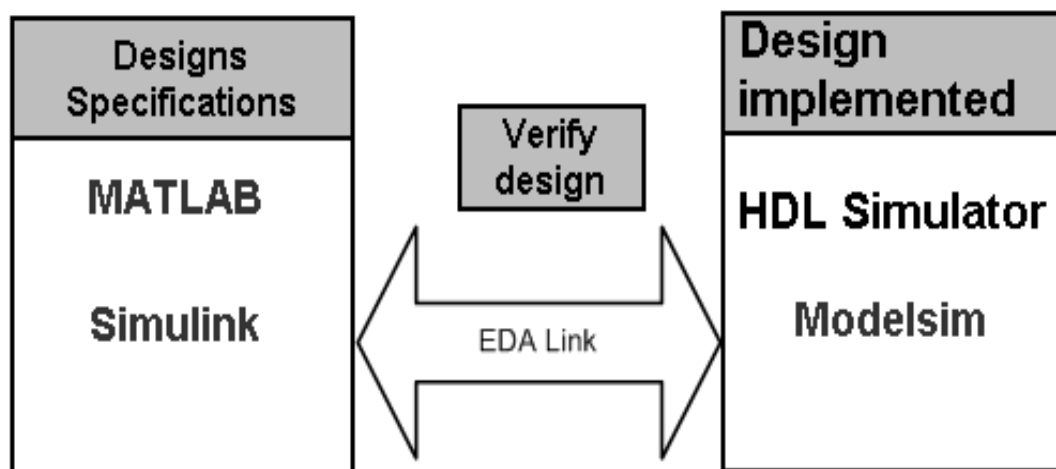 Designs
Specifications
MATLAB
Simulink
Verify
design
EDA Link
Design
implemented
HDL Simulator
Modelsim